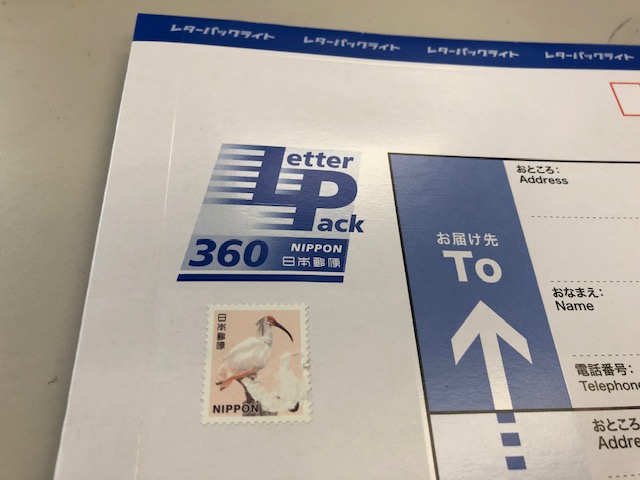 レターパックライト レターパックライト レターパックライト レターパックライト
Letter
Pack
360 NIPPON
日本郵便
日本郵便
NIPPON
お届け先
To
おところ:
Address
おなまえ:
Name
電話番号:
Telephone
おところ
Addre